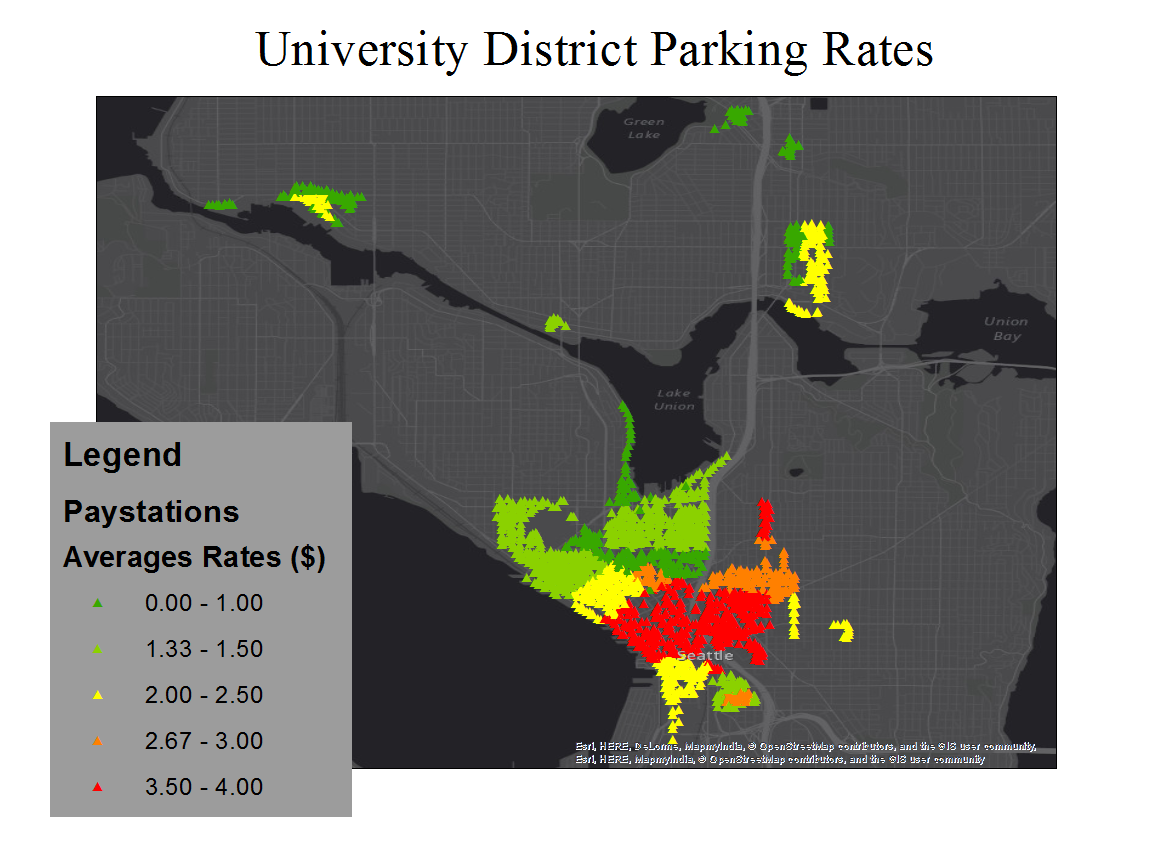 University District Parking Rates
Green
Lake
Union
Bay
Lake
Union
Legend
Paystations
Averages Rates ($)
0.00 - 1.00
1.33 - 1.50
2.00 - 2.50
2.67 - 3.00
3.50 - 4.00
Seattle
Esri, HERE, DeLorme, MapmyIndia, © OpenStreetMap contributors, and the GIS user community,
Esri, HERE, MapmyIndia, © OpenStreetMap contributors, and the GIS user community